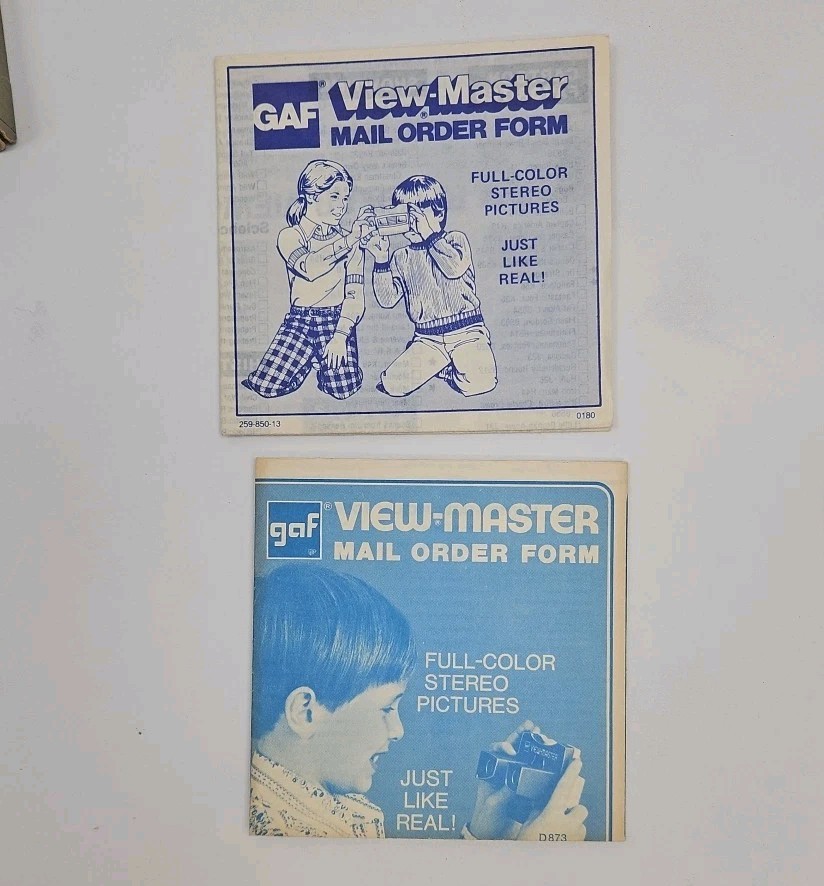 GAF® View-Master®
MAIL ORDER FORM
FULL-COLOR
STEREO
PICTURES
JUST
LIKE
REAL!
259-850-13
0180
gaf® VIEW-MASTER®
MAIL ORDER FORM
FULL-COLOR
STEREO
PICTURES
JUST
LIKE
REAL!
D873